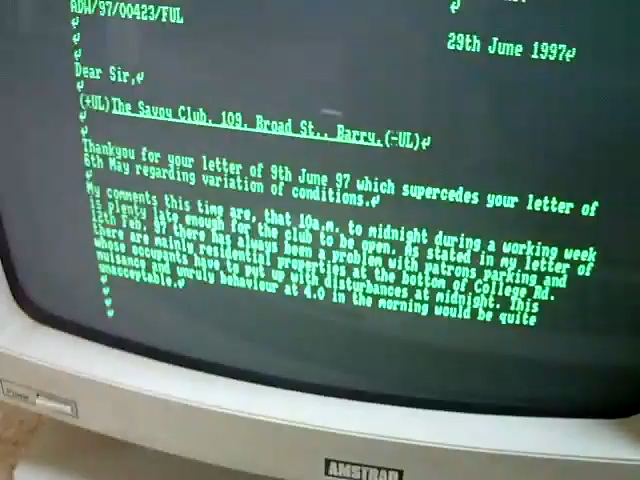 ADW/97/00423/FUL
29th June 1997
Dear Sir,
(+UL)The Savoy Club, 109, Broad St., Barry.(-UL)
Thankyou for your letter of 9th June 97 which supercedes your letter of
6th May regarding variation of conditions.
My comments this time are, that 10a.m. to midnight during a working week
is plenty late enough for the club to be open. As stated in my letter of
12th Feb. 97 there has always been a problem with patrons parking and
there are mainly residential properties at the bottom of College Rd.
whose occupants have to put up with disturbances at midnight. This
nuisance and unruly behaviour at 4.0 in the morning would be quite
unacceptable.
AMSTRAD